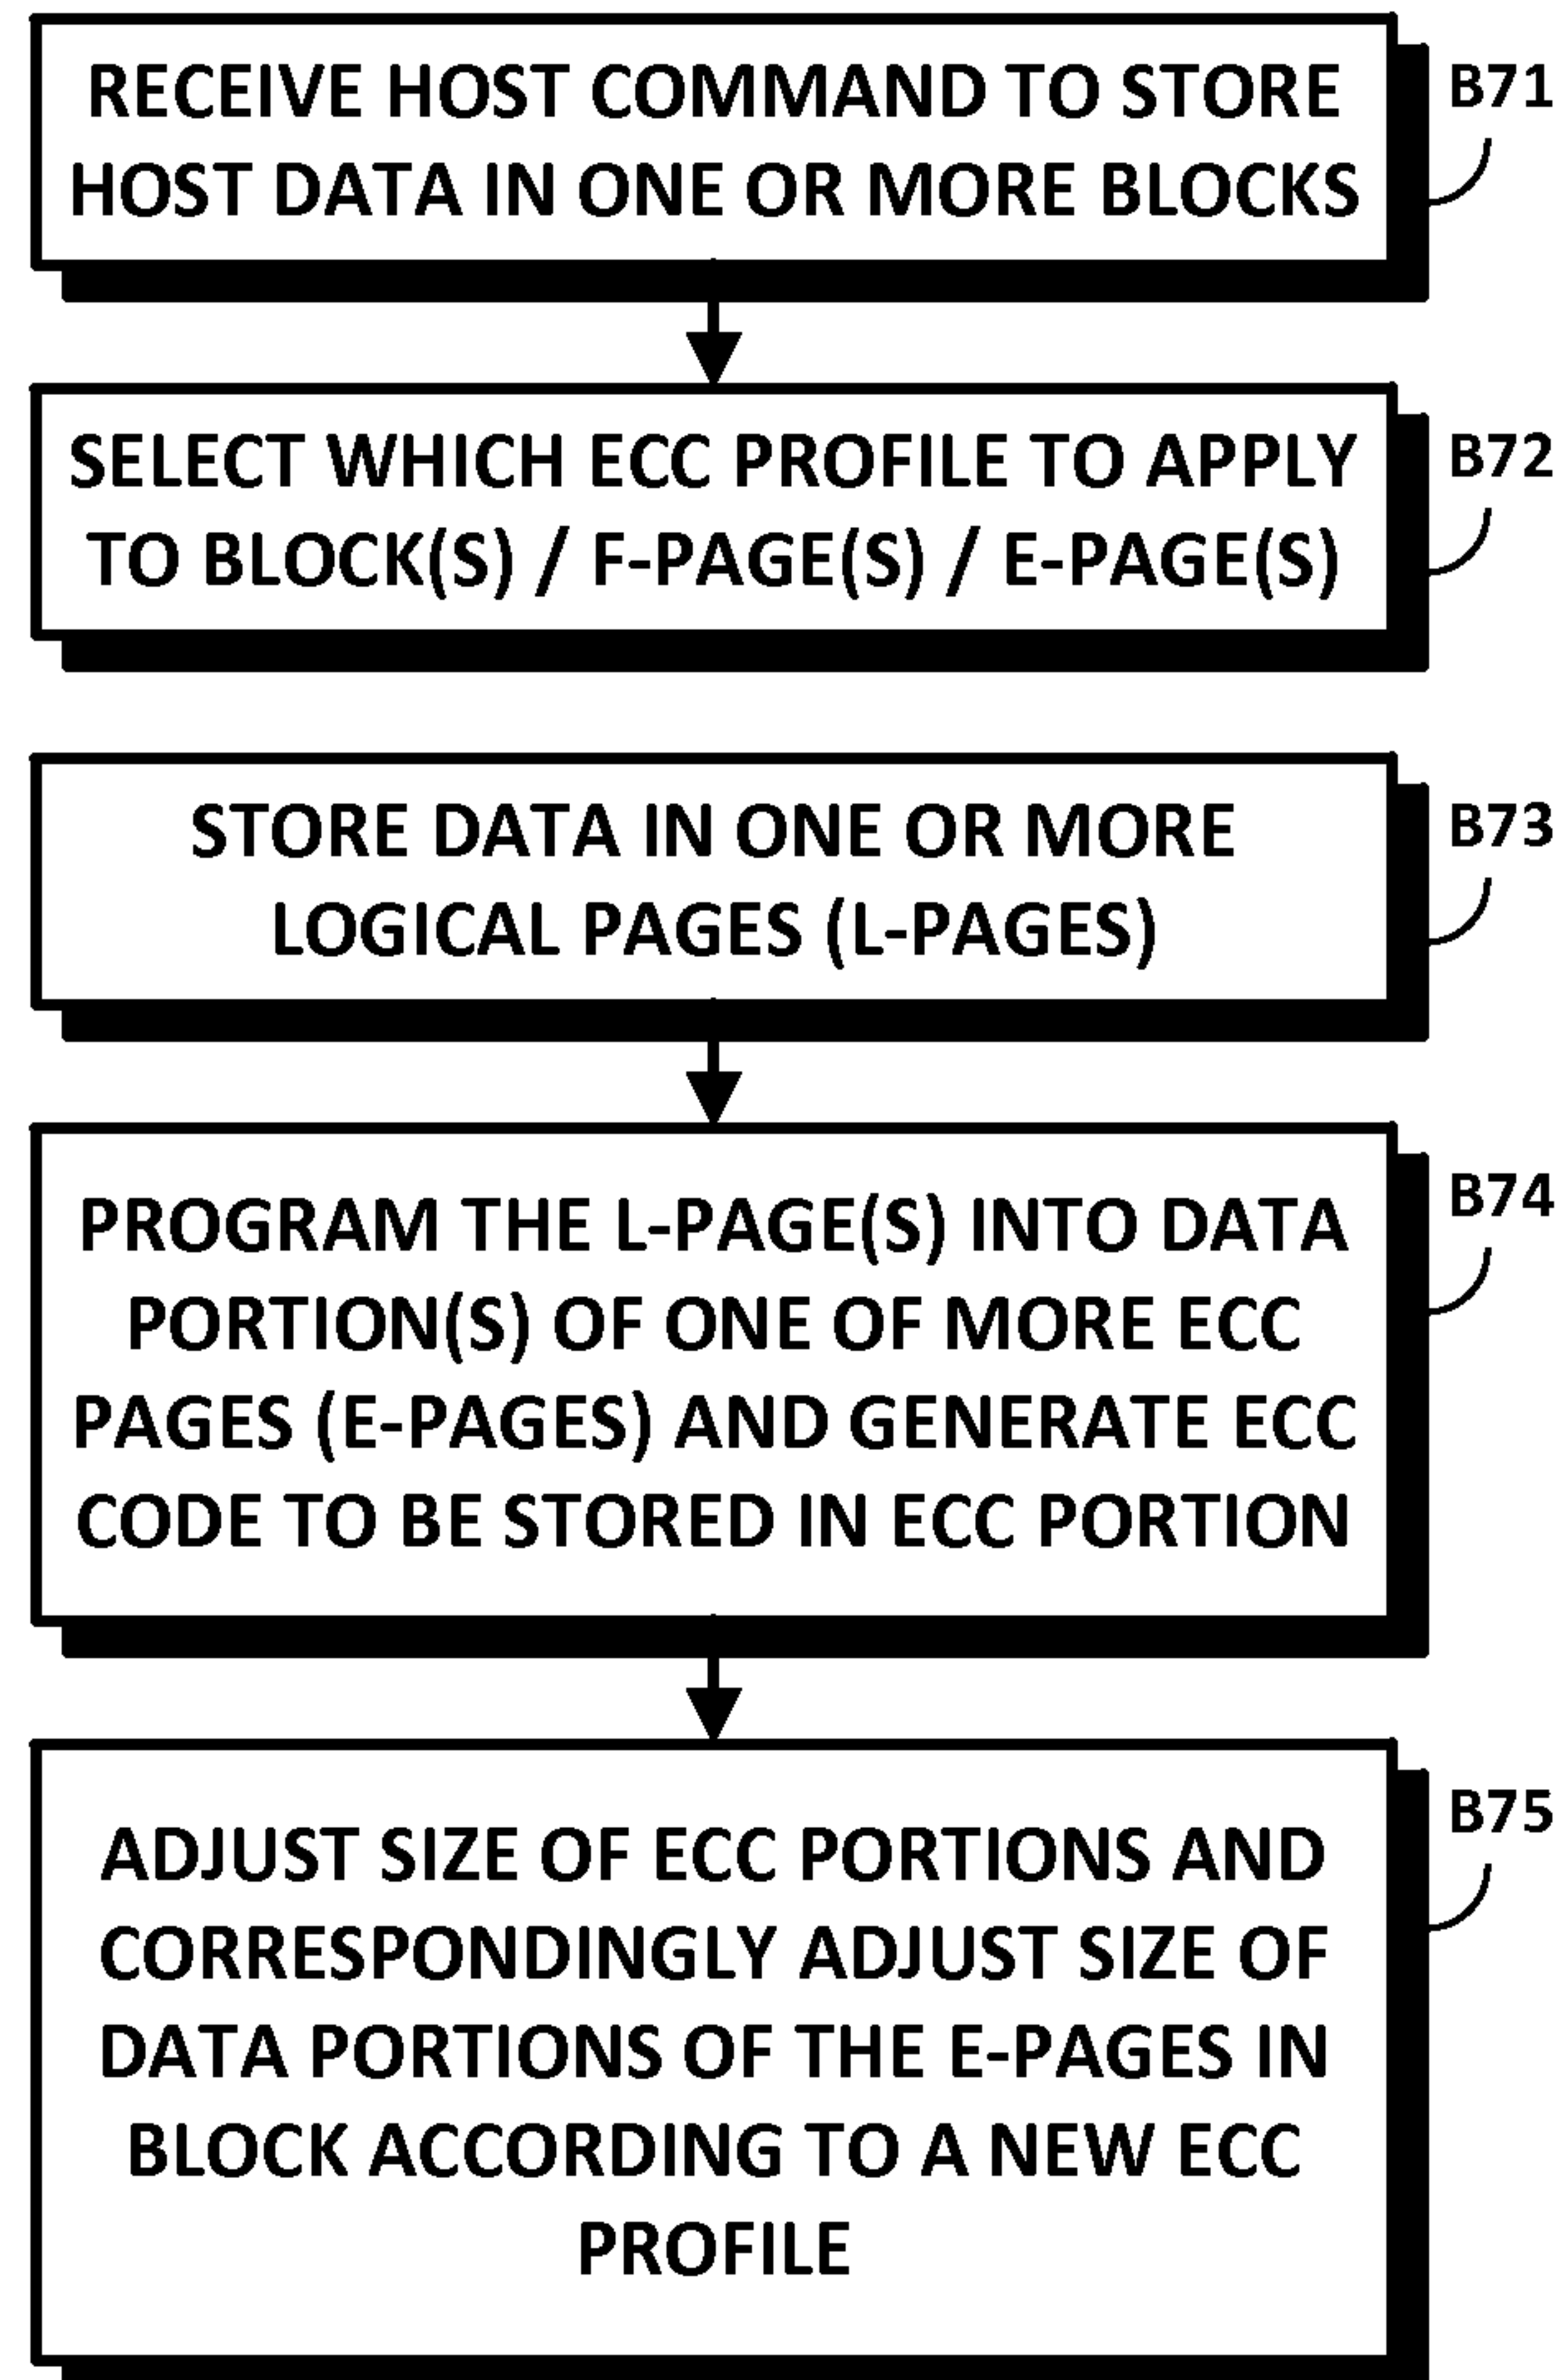 RECEIVE HOST COMMAND TO STORE
HOST DATA IN ONE OR MORE BLOCKS
B71
SELECT WHICH ECC PROFILE TO APPLY
TO BLOCK(S) / F-PAGE(S) / E-PAGE(S)
B72
STORE DATA IN ONE OR MORE
LOGICAL PAGES (L-PAGES)
B73
PROGRAM THE L-PAGE(S) INTO DATA
PORTION(S) OF ONE OF MORE ECC
PAGES (E-PAGES) AND GENERATE ECC
CODE TO BE STORED IN ECC PORTION
B74
ADJUST SIZE OF ECC PORTIONS AND
CORRESPONDINGLY ADJUST SIZE OF
DATA PORTIONS OF THE E-PAGES IN
BLOCK ACCORDING TO A NEW ECC
PROFILE
B75